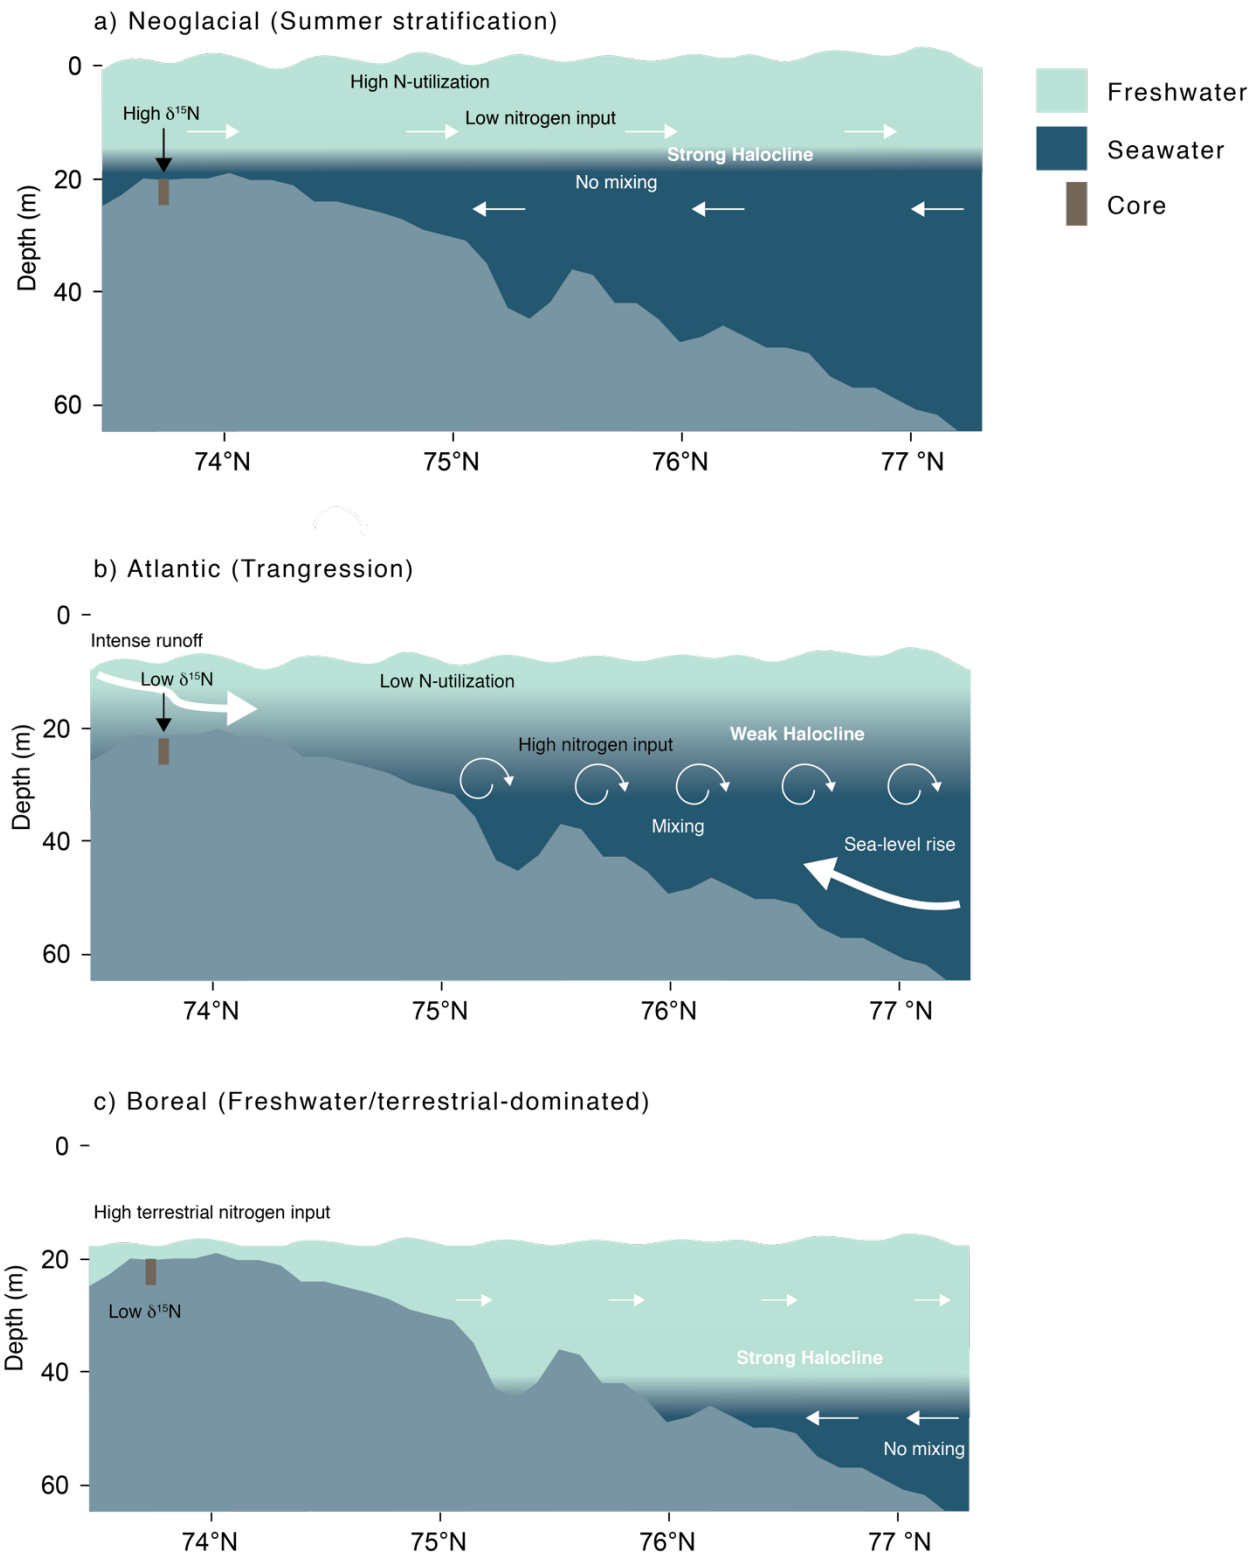 a) Neoglacial (Summer stratification)
0
20
40
60
Depth (m)
High N-utilization
High δ¹⁵N
Low nitrogen input
Strong Halocline
No mixing
74°N
75°N
76°N
77 °N
Freshwater
Seawater
Core
b) Atlantic (Trangression)
0
20
40
60
Depth (m)
Intense runoff
Low δ¹⁵N
Low N-utilization
High nitrogen input
Weak Halocline
Mixing
Sea-level rise
74°N
75°N
76°N
77 °N
c) Boreal (Freshwater/terrestrial-dominated)
0
20
40
60
Depth (m)
High terrestrial nitrogen input
Low δ¹⁵N
Strong Halocline
No mixing
74°N
75°N
76°N
77 °N